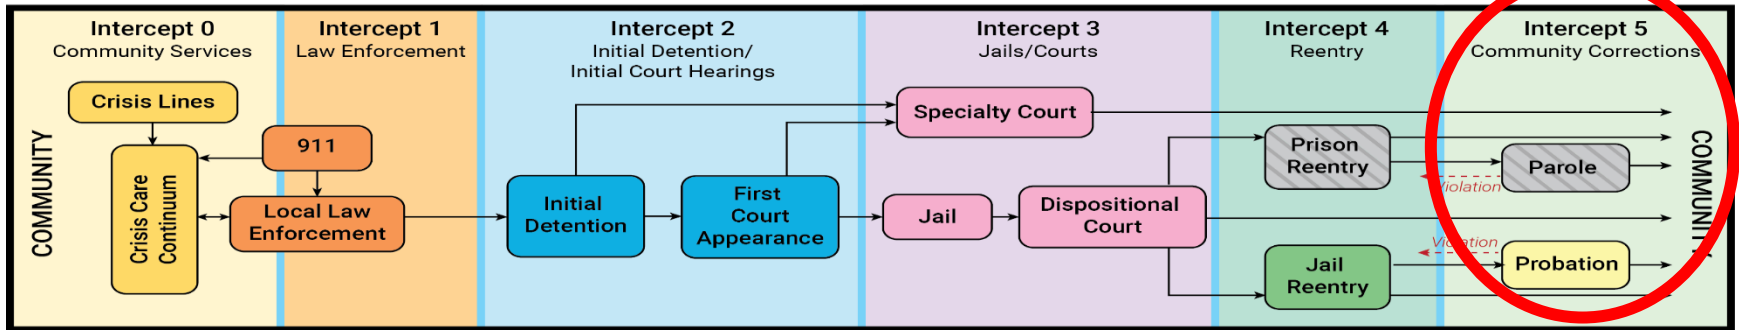 Intercept 0
Community Services
Intercept 1
Law Enforcement
Intercept 2
Initial Detention/
Initial Court Hearings
Intercept 3
Jails/Courts
Intercept 4
Reentry
Intercept 5
Community Corrections
COMMUNITY
Crisis Lines
Crisis Care
Continuum
911
Local Law
Enforcement
Initial
Detention
First
Court
Appearance
Specialty Court
Jail
Dispositional
Court
Prison
Reentry
Parole
Violation
Jail
Reentry
Violation
Probation
COMMUNITY